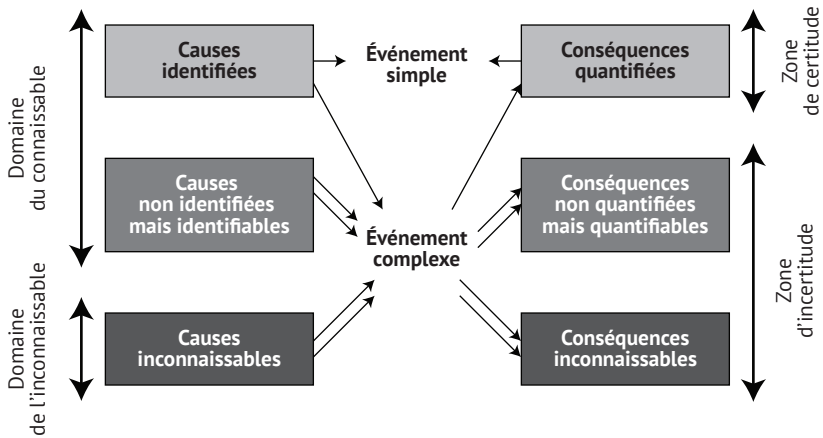 Domaine
du connaissable
Causes
identifiées
Événement
simple
Conséquences
quantifiées
Zone
de certitude
Causes
non identifiées
mais identifiables
Événement
complexe
Conséquences
non quantifiées
mais quantifiables
Zone
d'incertitude
Domaine
de l'inconnaissable
Causes
inconnaissables
Conséquences
inconnaissables